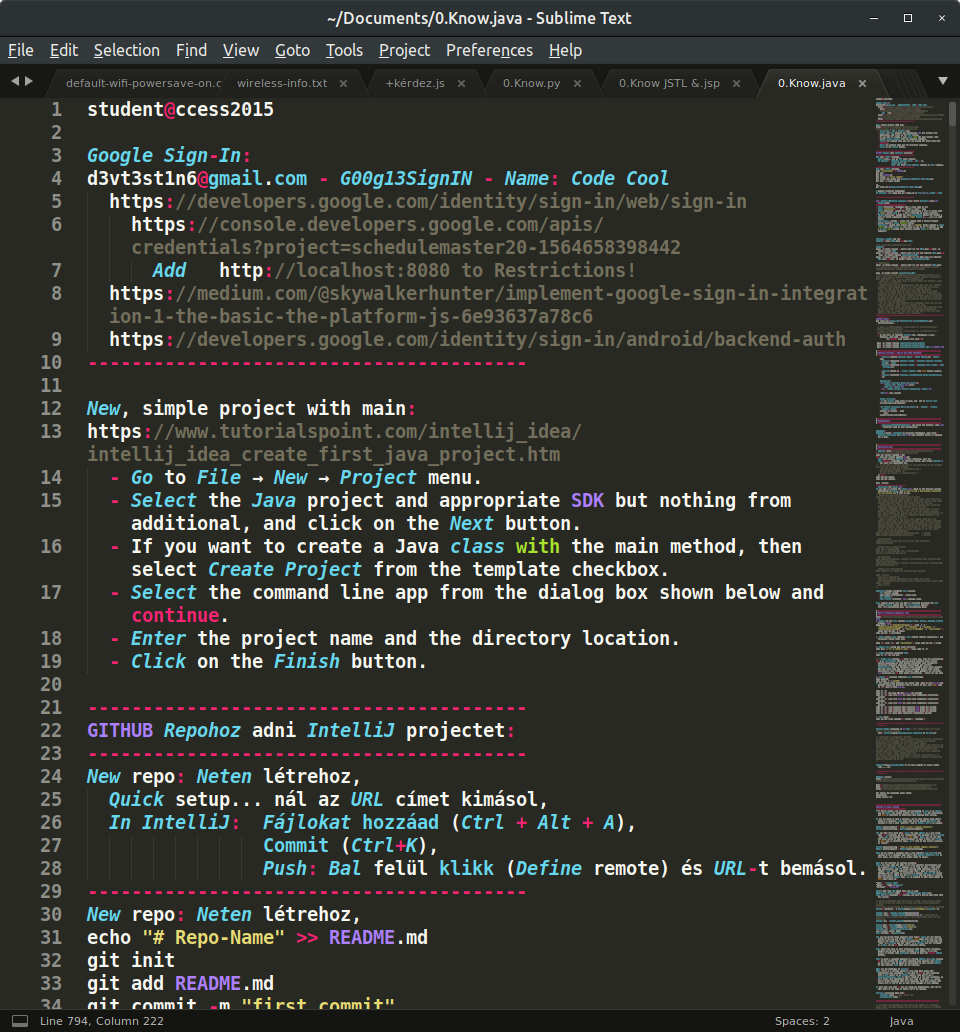 ~/Documents/0.Know.java - Sublime Text
File Edit Selection Find View Goto Tools Project Preferences Help
default-wifi-powersave-on.c wireless-info.txt × +kérdez.js × 0.Know.py × 0.Know JSTL &.jsp × 0.Know.java ×
1 student@ccess2015
2
3 Google Sign-In:
4 d3vt3st1n6@gmail.com - G00g13SignIN - Name: Code Cool
5 https://developers.google.com/identity/sign-in/web/sign-in
6 https://console.developers.google.com/apis/
credentials?project=schedulemaster20-1564658398442
7 Add http://localhost:8080 to Restrictions!
8 https://medium.com/@skywalkerhunter/implement-google-sign-in-integrat
ion-1-the-basic-the-platform-js-6e93637a78c6
9 https://developers.google.com/identity/sign-in/android/backend-auth
10 ----------------------------------------
11
12 New, simple project with main:
13 https://www.tutorialspoint.com/intellij_idea/
intellij_idea_create_first_java_project.htm
14 - Go to File → New → Project menu.
15 - Select the Java project and appropriate SDK but nothing from
additional, and click on the Next button.
16 - If you want to create a Java class with the main method, then
select Create Project from the template checkbox.
17 - Select the command line app from the dialog box shown below and
continue.
18 - Enter the project name and the directory location.
19 - Click on the Finish button.
20
21 ----------------------------------------
22 GITHUB Repohoz adni IntelliJ projectet:
23 ----------------------------------------
24 New repo: Neten létrehoz,
25 Quick setup... nál az URL címet kimásol,
26 In IntelliJ: Fájlokat hozzáad (Ctrl + Alt + A),
27 Commit (Ctrl+K),
28 Push: Bal felül klikk (Define remote) és URL-t bemásol.
29 ----------------------------------------
30 New repo: Neten létrehoz,
31 echo "# Repo-Name" >> README.md
32 git init
33 git add README.md
34 git commit -m "first commit"
Line 794, Column 222 Spaces: 2 Java